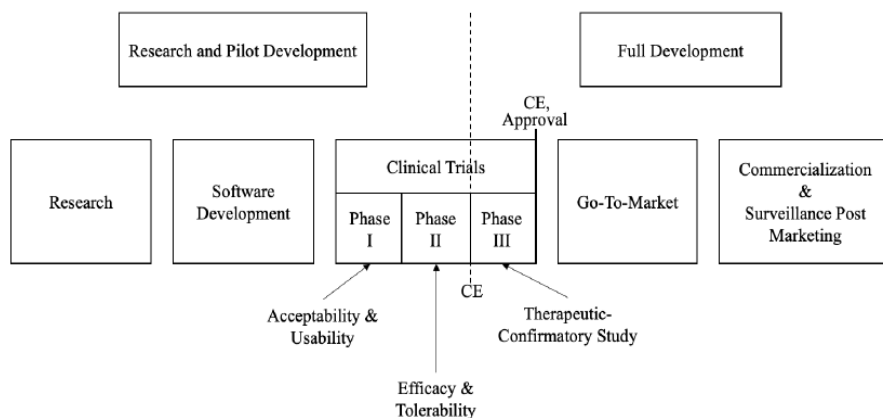 Research and Pilot Development
Full Development
CE,
Approval
Research
Software
Development
Clinical Trials
Phase
I
Phase
II
Phase
III
Go-To-Market
Commercialization
&
Surveillance Post
Marketing
CE
Acceptability &
Usability
Therapeutic-
Confirmatory Study
Efficacy &
Tolerability